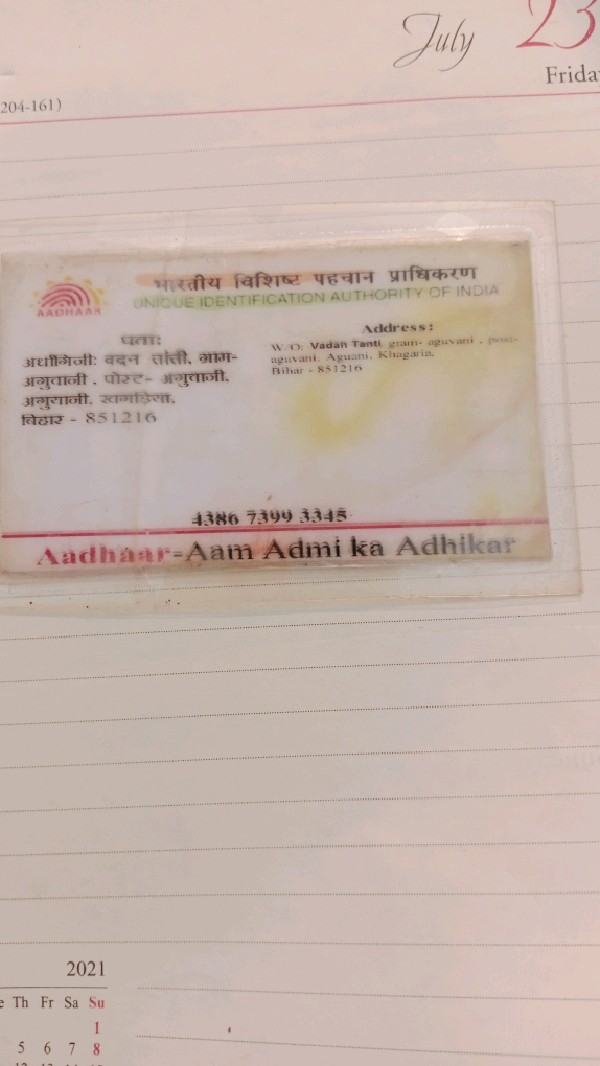 July 23
204-161)
भारतीय विशिष्ट पहचान प्राधिकरण
UNIQUE IDENTIFICATION AUTHORITY OF INDIA
AADHAAR
पता:
अर्धांगिनी: वदन तांती, ग्राम-
अगुवानी , पोस्ट- अगुवानी,
अगुयानी, खगड़िया,
बिहार - 851216
Address:
W/O: Vadan Tanti, gram- aguvani , post-
aguvani, Aguani, Khagaria,
Bihar - 851216
4386 7399 3345
Aadhaar-Aam Admi ka Adhikar
2021
Th Fr Sa Su
1
5 6 7 8